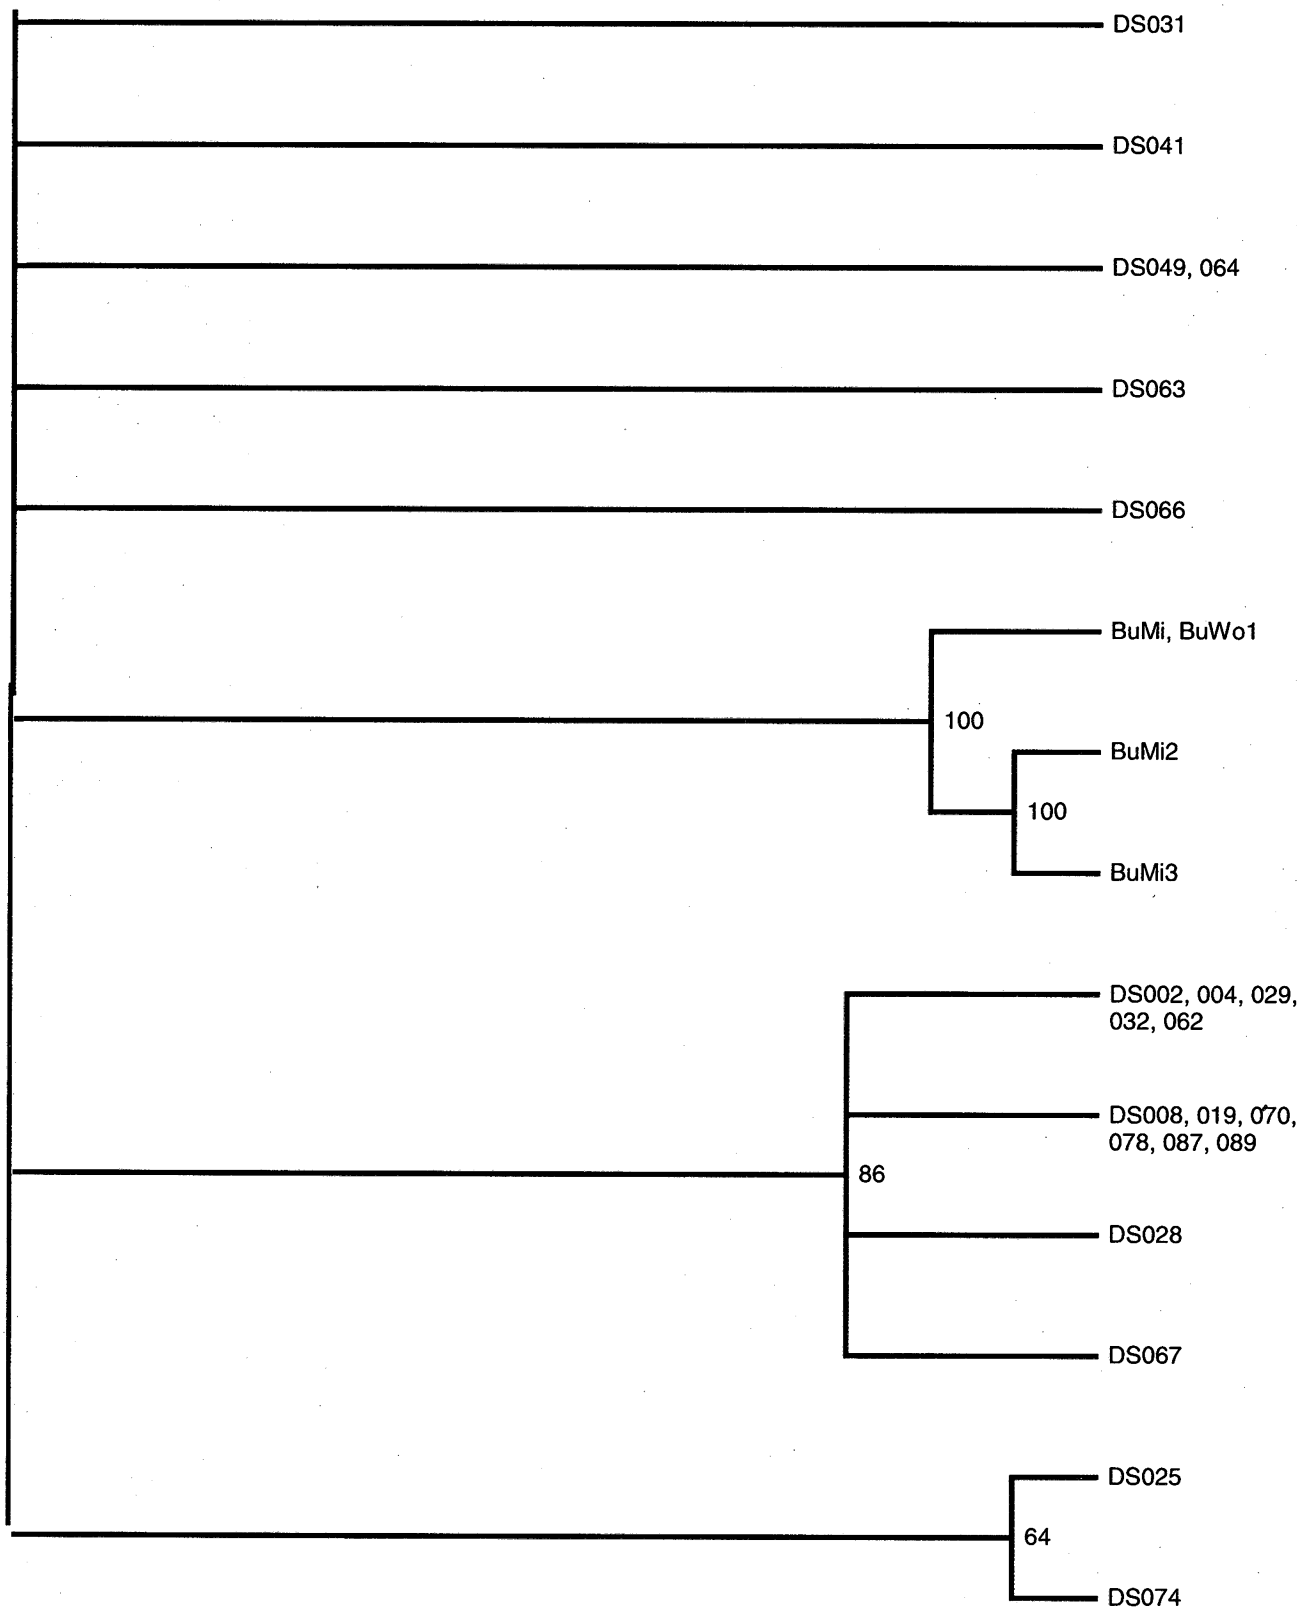 DS031
DS041
DS049, 064
DS063
DS066
BuMi, BuWo1
100
BuMi2
100
BuMi3
DS002, 004, 029,
032, 062
DS008, 019, 070,
078, 087, 089
86
DS028
DS067
DS025
64
DS074